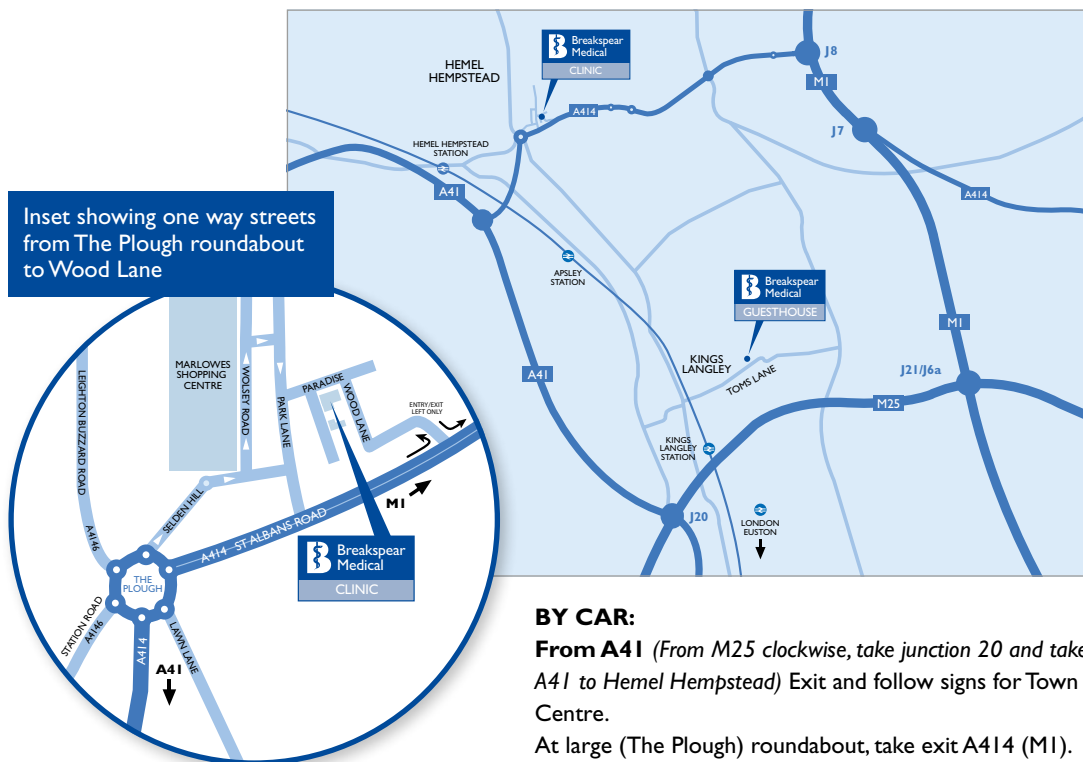 Breakspear
Medical
CLINIC
HEMEL
HEMPSTEAD
J8
M1
A414
J7
HEMEL HEMPSTEAD
STATION
A41
A414
Inset showing one way streets
from The Plough roundabout
to Wood Lane
APSLEY
STATION
Breakspear
Medical
GUESTHOUSE
M1
KINGS
LANGLEY
TOMS LANE
A41
J21/J6a
M25
KINGS
LANGLEY
STATION
J20
LONDON
EUSTON
MARLOWES
SHOPPING
CENTRE
LEIGHTON BUZZARD ROAD
A4146
WOLSEY ROAD
PARK LANE
PARADISE
WOOD LANE
ENTRY/EXIT
LEFT ONLY
SELDEN HILL
M1
A414 ST ALBANS ROAD
Breakspear
Medical
CLINIC
THE
PLOUGH
STATION ROAD
A4146
A414
LAWN LANE
A41
BY CAR:
From A41 (From M25 clockwise, take junction 20 and take
A41 to Hemel Hempstead) Exit and follow signs for Town
Centre.
At large (The Plough) roundabout, take exit A414 (M1).